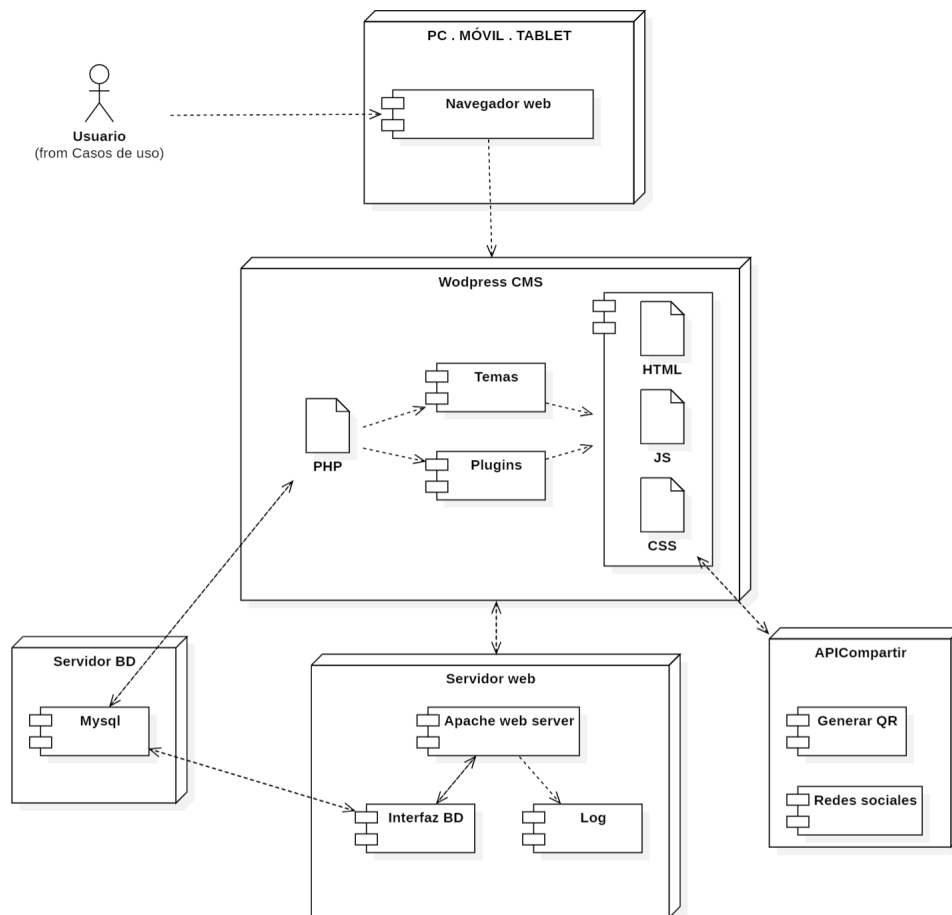 PC . MÓVIL . TABLET
Navegador web
Usuario
(from Casos de uso)
Wodpress CMS
HTML
Temas
JS
PHP
Plugins
CSS
Servidor BD
Mysql
Servidor web
Apache web server
Interfaz BD
Log
APICompartir
Generar QR
Redes sociales